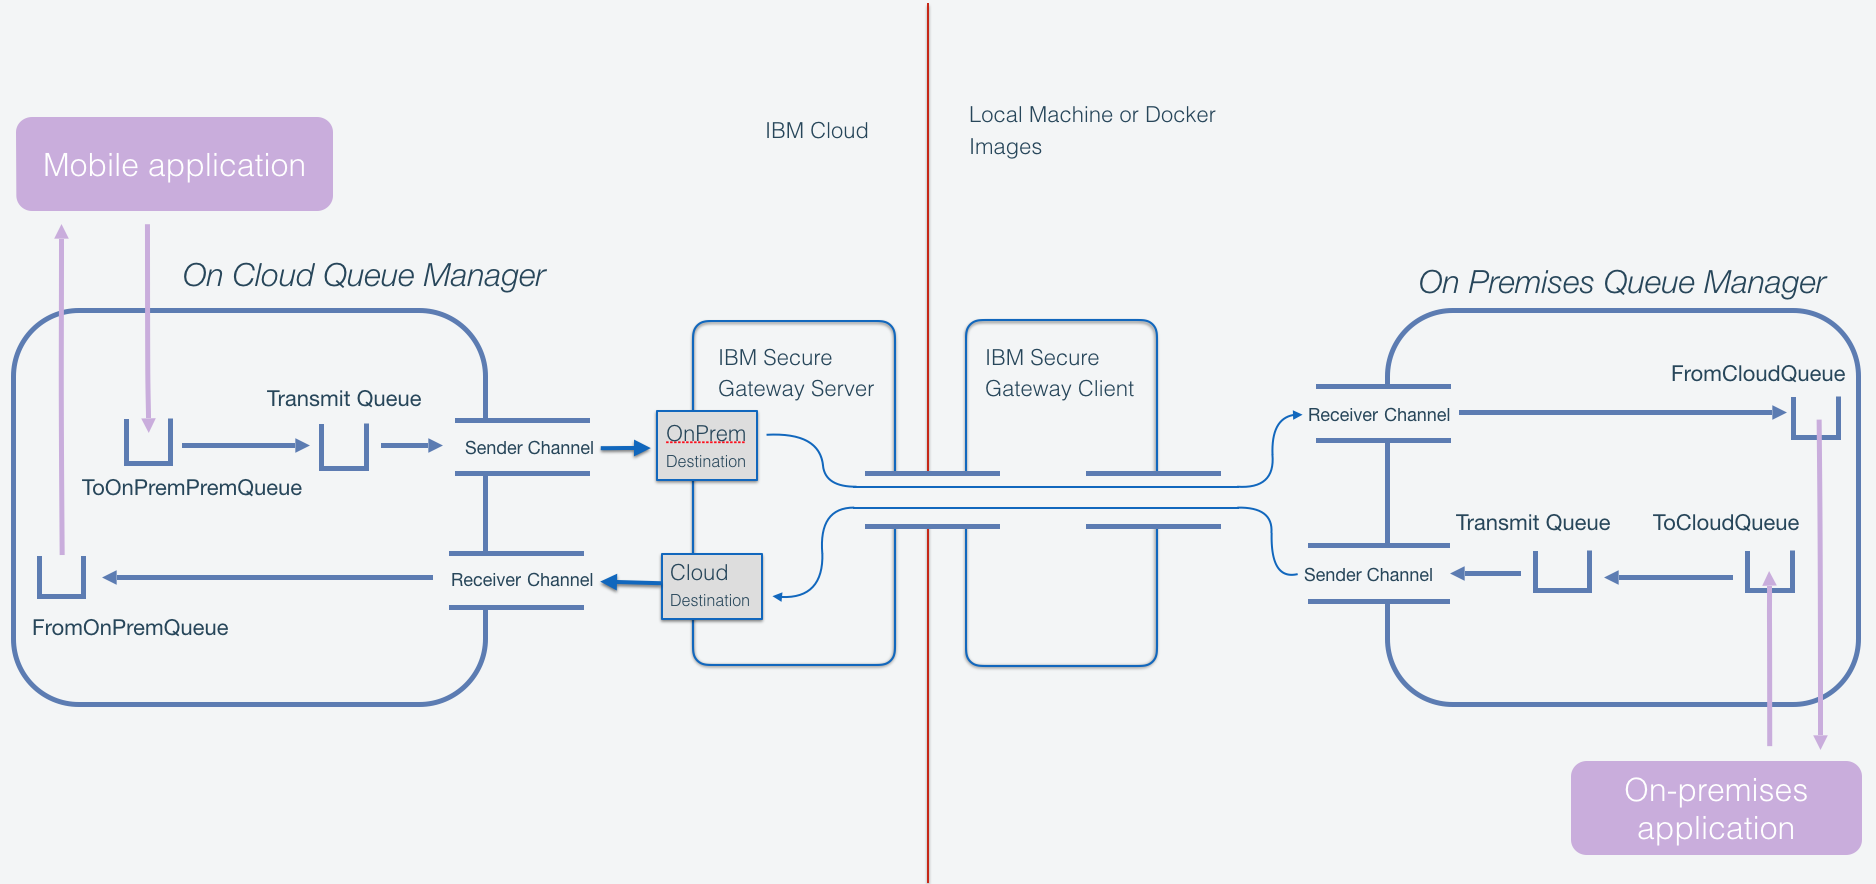 IBM Cloud
Local Machine or Docker
Images
Mobile application
On Cloud Queue Manager
On Premises Queue Manager
IBM Secure
Gateway Server
IBM Secure
Gateway Client
FromCloudQueue
Transmit Queue
Receiver Channel
Sender Channel
OnPrem
Destination
ToOnPremPremQueue
Transmit Queue
ToCloudQueue
Receiver Channel
Cloud
Destination
Sender Channel
FromOnPremQueue
On-premises
application